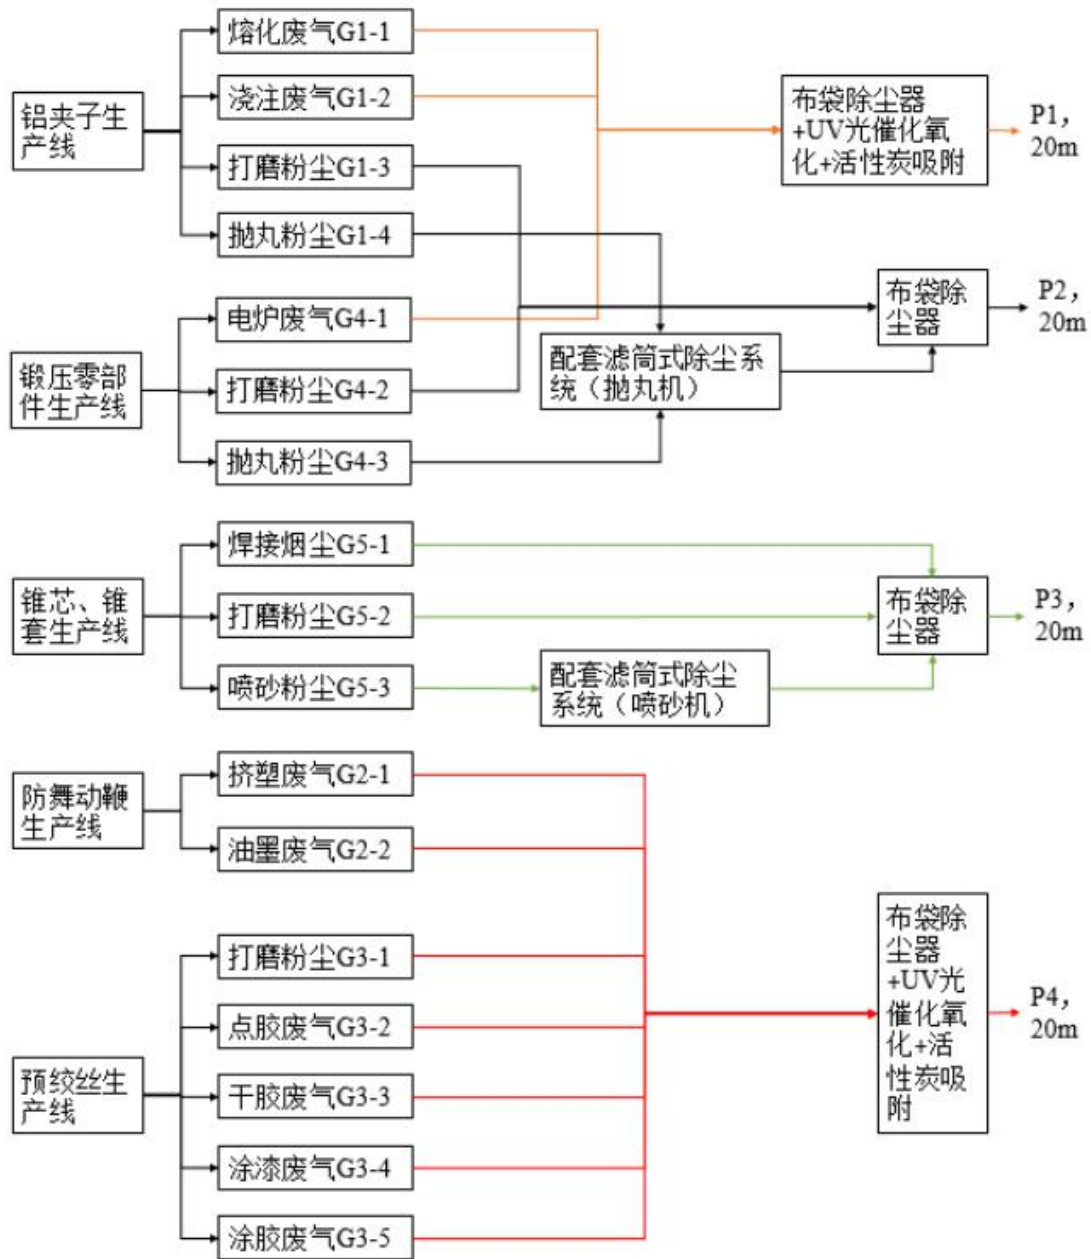 熔化废气G1-1
浇注废气G1-2
铝夹子生
产线
打磨粉尘G1-3
抛丸粉尘G1-4
布袋除尘器
+UV光催化氧
化+活性炭吸附
P1，
20m
电炉废气G4-1
锻压零部
件生产线
打磨粉尘G4-2
抛丸粉尘G4-3
配套滤筒式除尘系
统（抛丸机）
布袋除
尘器
P2，
20m
焊接烟尘G5-1
锥芯、锥
套生产线
打磨粉尘G5-2
喷砂粉尘G5-3
配套滤筒式除尘
系统（喷砂机）
布袋除
尘器
P3，
20m
挤塑废气G2-1
防舞动鞭
生产线
油墨废气G2-2
打磨粉尘G3-1
点胶废气G3-2
预绞丝生
产线
干胶废气G3-3
涂漆废气G3-4
涂胶废气G3-5
布袋除
尘器
+UV光
催化氧
化+活
性炭吸
附
P4，
20m